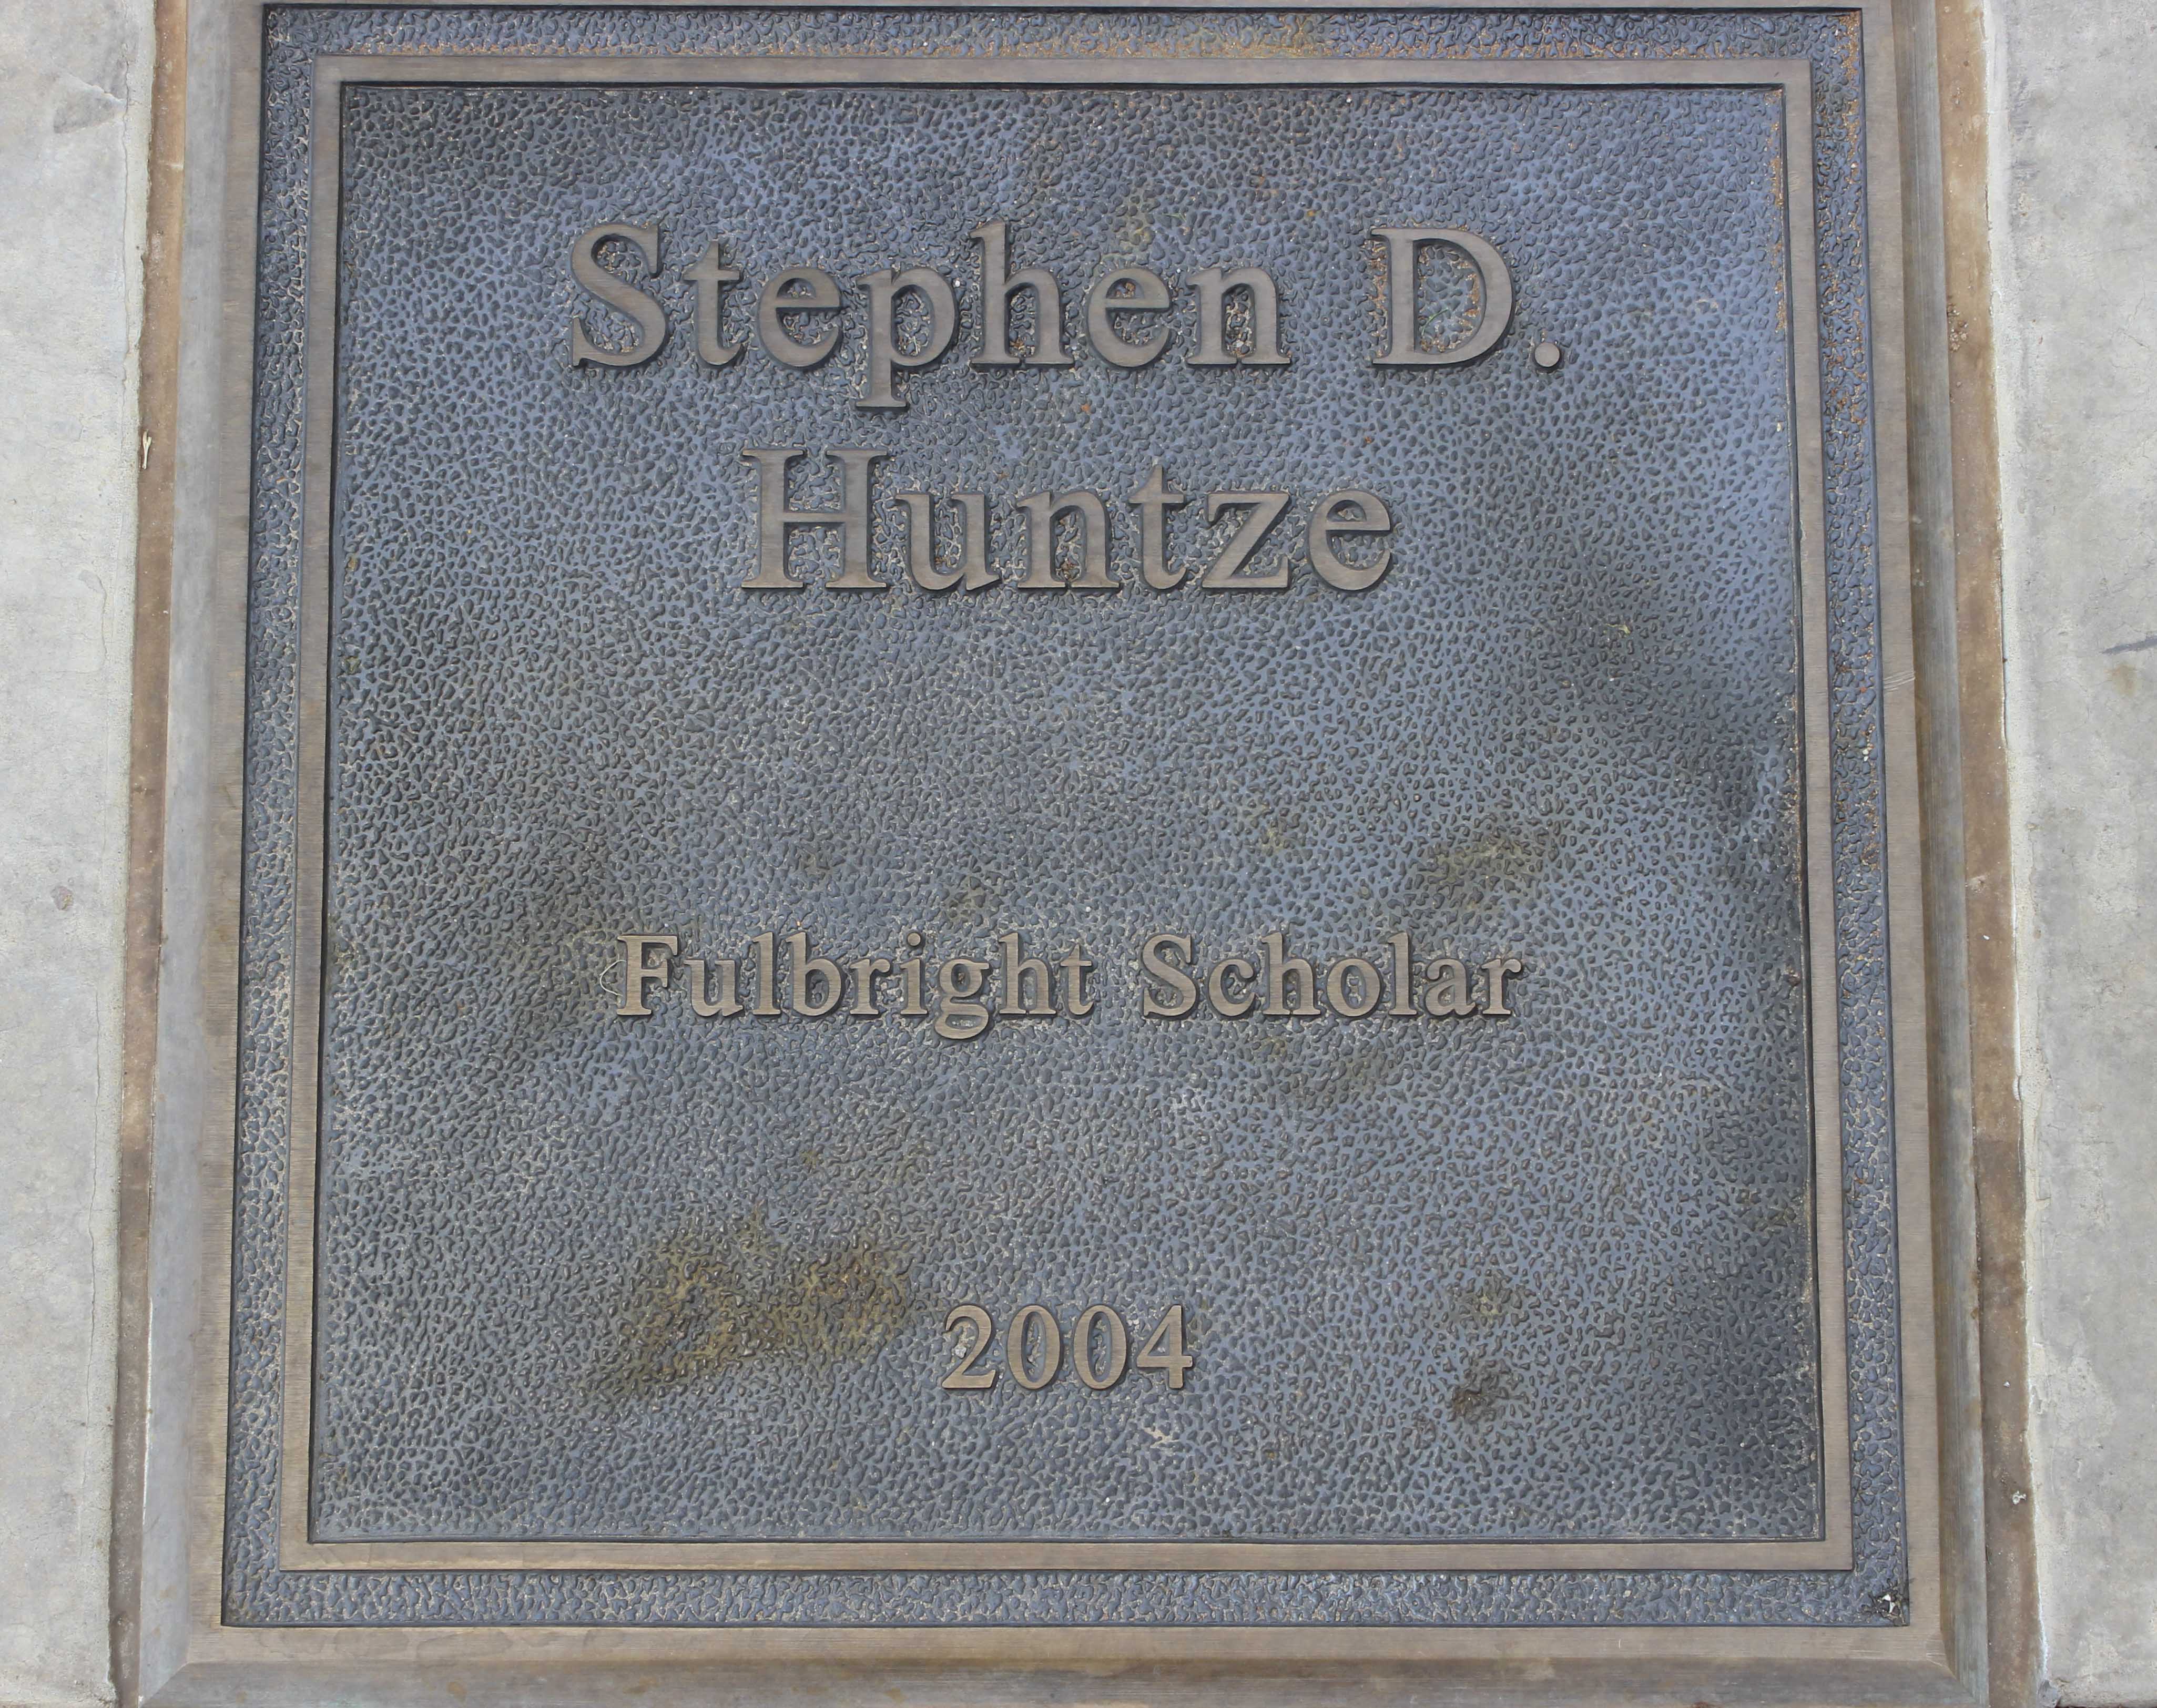 Stephen D.
Huntze
Fulbright Scholar
2004